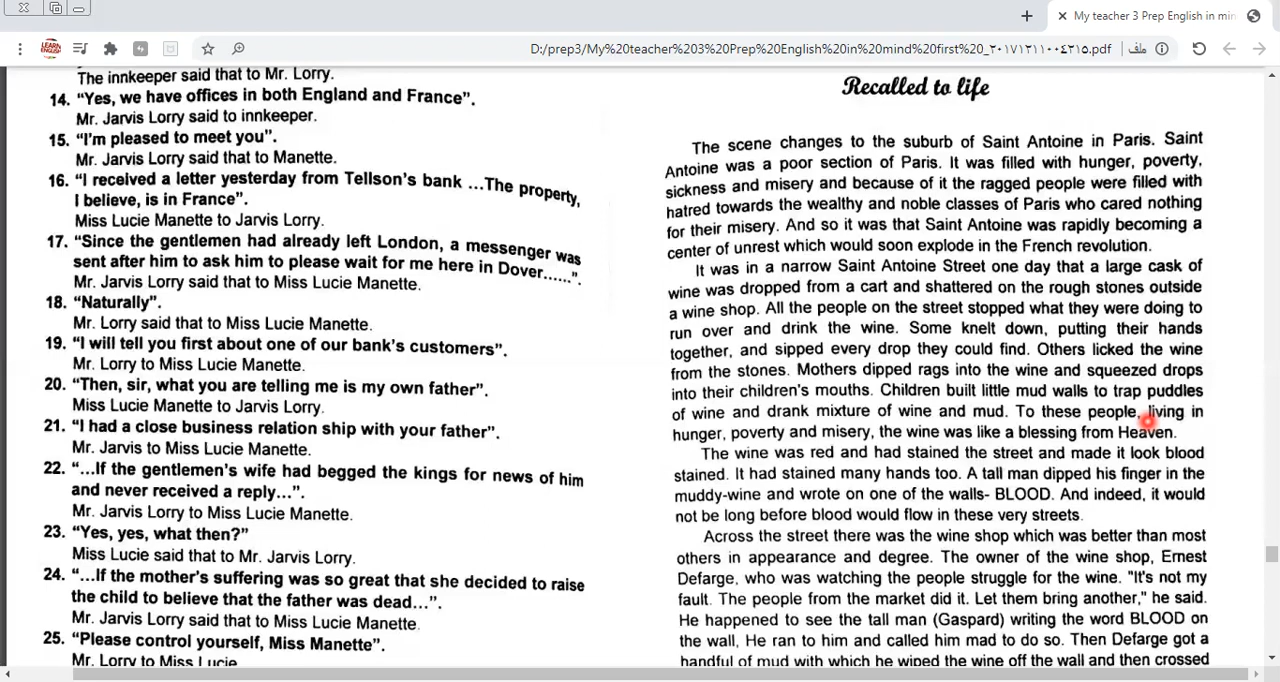 My teacher 3 Prep English in min
D:/prep3/My%20teacher%203%20Prep%20English%20in%20mind%20first%20_٢٠١٧١٢١١٠٠٤٢١٥.pdf
ملف
The innkeeper said that to Mr. Lorry.
14. “Yes, we have offices in both England and France”.
Mr. Jarvis Lorry said to innkeeper.
15. “I'm pleased to meet you”.
Mr. Jarvis Lorry said that to Manette.
16. “I received a letter yesterday from Tellson's bank ...The property,
I believe, is in France”.
Miss Lucie Manette to Jarvis Lorry.
17. “Since the gentlemen had already left London, a messenger was
sent after him to ask him to please wait for me here in Dover......”.
Mr. Jarvis Lorry said that to Miss Lucie Manette.
18. “Naturally”.
Mr. Lorry said that to Miss Lucie Manette.
19. “I will tell you first about one of our bank's customers”.
Mr. Lorry to Miss Lucie Manette.
20. “Then, sir, what you are telling me is my own father”.
Miss Lucie Manette to Jarvis Lorry.
21. “I had a close business relation ship with your father”.
Mr. Jarvis to Miss Lucie Manette.
22. “...If the gentlemen's wife had begged the kings for news of him
and never received a reply...”.
Mr. Jarvis Lorry to Miss Lucie Manette.
23. “Yes, yes, what then?”
Miss Lucie said that to Mr. Jarvis Lorry.
24. “...If the mother's suffering was so great that she decided to raise
the child to believe that the father was dead...”.
Mr. Jarvis Lorry said that to Miss Lucie Manette.
25. “Please control yourself, Miss Manette”.
Mr. Lorry to Miss Lucie
Recalled to life
The scene changes to the suburb of Saint Antoine in Paris. Saint
Antoine was a poor section of Paris. It was filled with hunger, poverty,
sickness and misery and because of it the ragged people were filled with
hatred towards the wealthy and noble classes of Paris who cared nothing
for their misery. And so it was that Saint Antoine was rapidly becoming a
center of unrest which would soon explode in the French revolution.
It was in a narrow Saint Antoine Street one day that a large cask of
wine was dropped from a cart and shattered on the rough stones outside
a wine shop. All the people on the street stopped what they were doing to
run over and drink the wine. Some knelt down, putting their hands
together, and sipped every drop they could find. Others licked the wine
from the stones. Mothers dipped rags into the wine and squeezed drops
into their children's mouths. Children built little mud walls to trap puddles
of wine and drank mixture of wine and mud. To these people, living in
hunger, poverty and misery, the wine was like a blessing from Heaven.
The wine was red and had stained the street and made it look blood
stained. It had stained many hands too. A tall man dipped his finger in the
muddy-wine and wrote on one of the walls- BLOOD. And indeed, it would
not be long before blood would flow in these very streets.
Across the street there was the wine shop which was better than most
others in appearance and degree. The owner of the wine shop, Ernest
Defarge, who was watching the people struggle for the wine. "It's not my
fault. The people from the market did it. Let them bring another," he said.
He happened to see the tall man (Gaspard) writing the word BLOOD on
the wall, He ran to him and called him mad to do so. Then Defarge got a
handful of mud with which he wiped the wine off the wall and then crossed